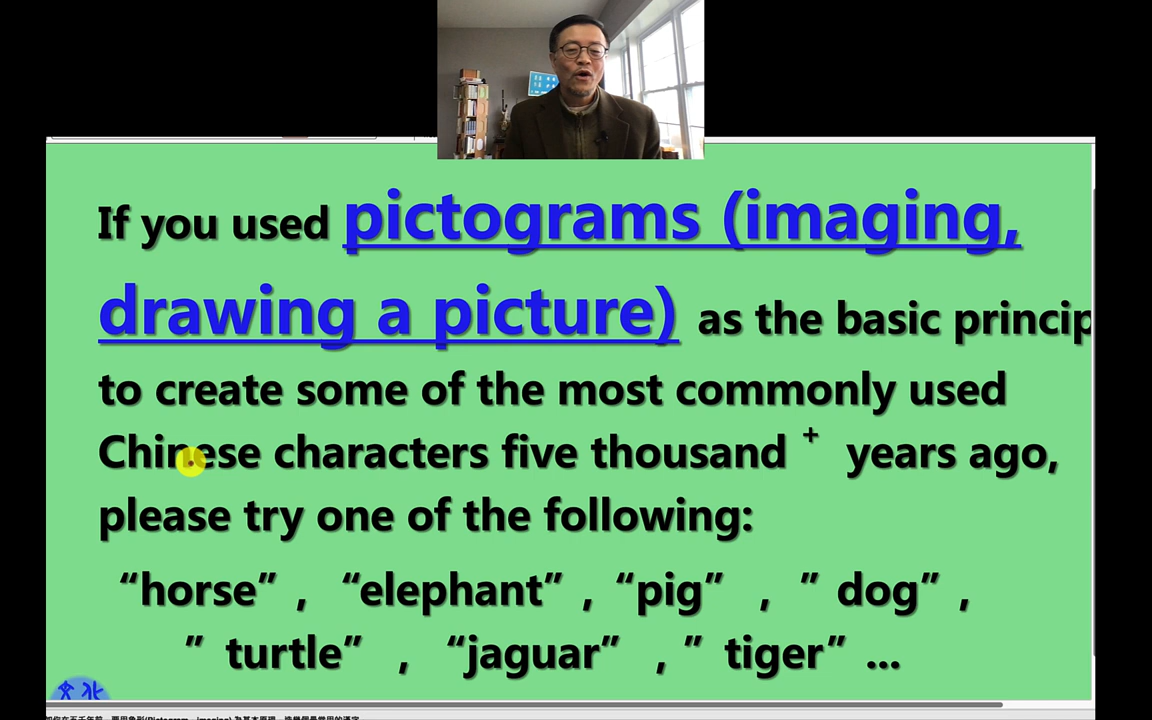 If you used pictograms (imaging,
drawing a picture) as the basic princip
to create some of the most commonly used
Chinese characters five thousand + years ago,
please try one of the following:
“horse” , “elephant” , “pig” , ” dog” ,
” turtle” , “jaguar” , ” tiger” ...